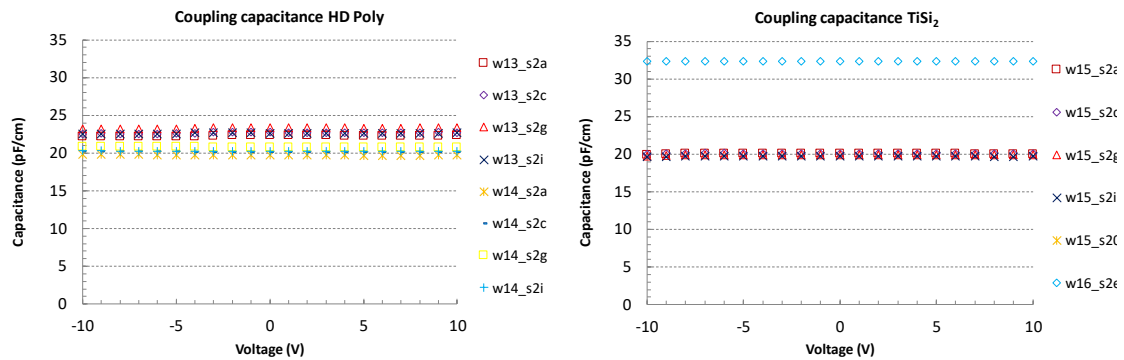 Coupling capacitance HD Poly
Capacitance (pF/cm)
35
30
25
20
15
10
5
0
-10
-5
0
5
10
Voltage (V)
w13_s2a
w13_s2c
w13_s2g
w13_s2i
w14_s2a
w14_s2c
w14_s2g
w14_s2i
Coupling capacitance TiSi₂
Capacitance (pF/cm)
35
30
25
20
15
10
5
0
-10
-5
0
5
10
Voltage (V)
w15_s2a
w15_s2c
w15_s2g
w15_s2i
w15_s20
w16_s2e